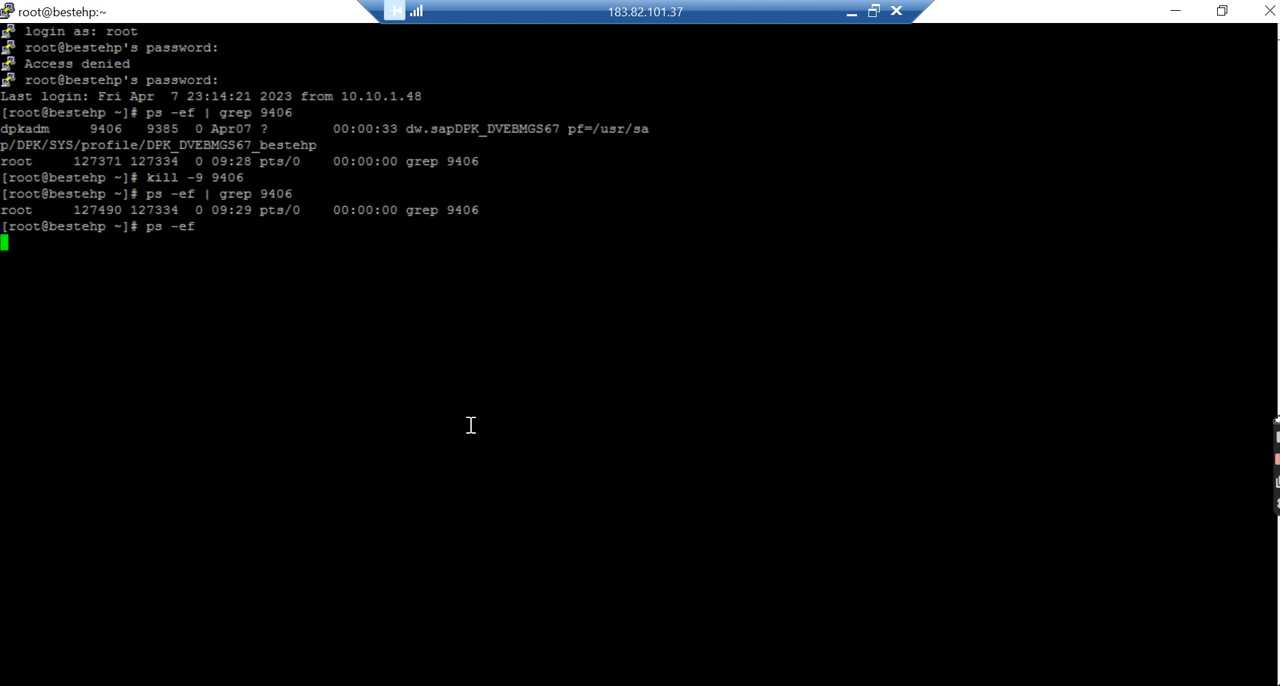 root@bestehp:~
183.82.101.37
login as: root
root@bestehp's password:
Access denied
root@bestehp's password:
Last login: Fri Apr  7 23:14:21 2023 from 10.10.1.48
[root@bestehp ~]# ps -ef | grep 9406
dpkadm     9406   9385  0 Apr07 ?        00:00:33 dw.sapDPK_DVEBMGS67 pf=/usr/sa
p/DPK/SYS/profile/DPK_DVEBMGS67_bestehp
root     127371 127334  0 09:28 pts/0    00:00:00 grep 9406
[root@bestehp ~]# kill -9 9406
[root@bestehp ~]# ps -ef | grep 9406
root     127490 127334  0 09:29 pts/0    00:00:00 grep 9406
[root@bestehp ~]# ps -ef